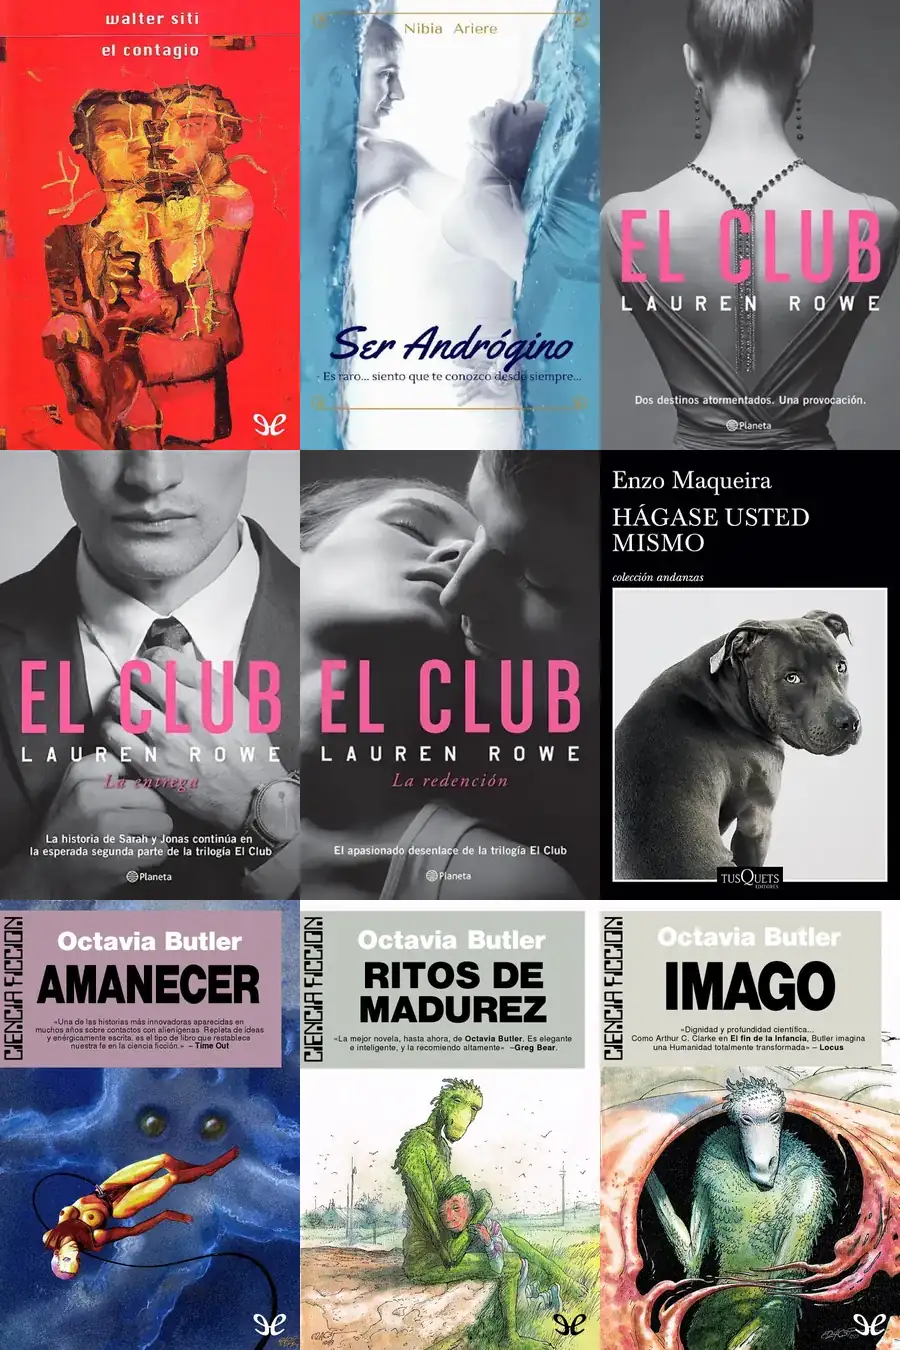 walter siti
el contagio
Nibia Ariere
Ser Andrógino
Es raro... siento que te conozco desde siempre...
EL CLUB
LAUREN ROWE
Dos destinos atormentados. Una provocación.
Planeta
EL CLUB
LAUREN ROWE
La entrega
La historia de Sarah y Jonas continúa en
la esperada segunda parte de la trilogía El Club
Planeta
EL CLUB
LAUREN ROWE
La redención
El apasionado desenlace de la trilogía El Club
Planeta
Enzo Maqueira
HÁGASE USTED
MISMO
colección andanzas
TUSQUETS
EDITORES
CIENCIA FICCION
Octavia Butler
AMANECER
«Una de las historias más innovadoras aparecidas en
muchos años sobre contactos con alienígenas. Repleta de ideas
y enérgicamente escrita, es el tipo de libro que restablece
nuestra fe en la ciencia ficción.» – Time Out
CIENCIA FICCION
Octavia Butler
RITOS DE
MADUREZ
«La mejor novela, hasta ahora, de Octavia Butler. Es elegante
e inteligente, y la recomiendo altamente» –Greg Bear.
CIENCIA FICCION
Octavia Butler
IMAGO
«Dignidad y profundidad científica...
Como Arthur C. Clarke en El fin de la Infancia, Butler imagina
una Humanidad totalmente transformada» – Locus